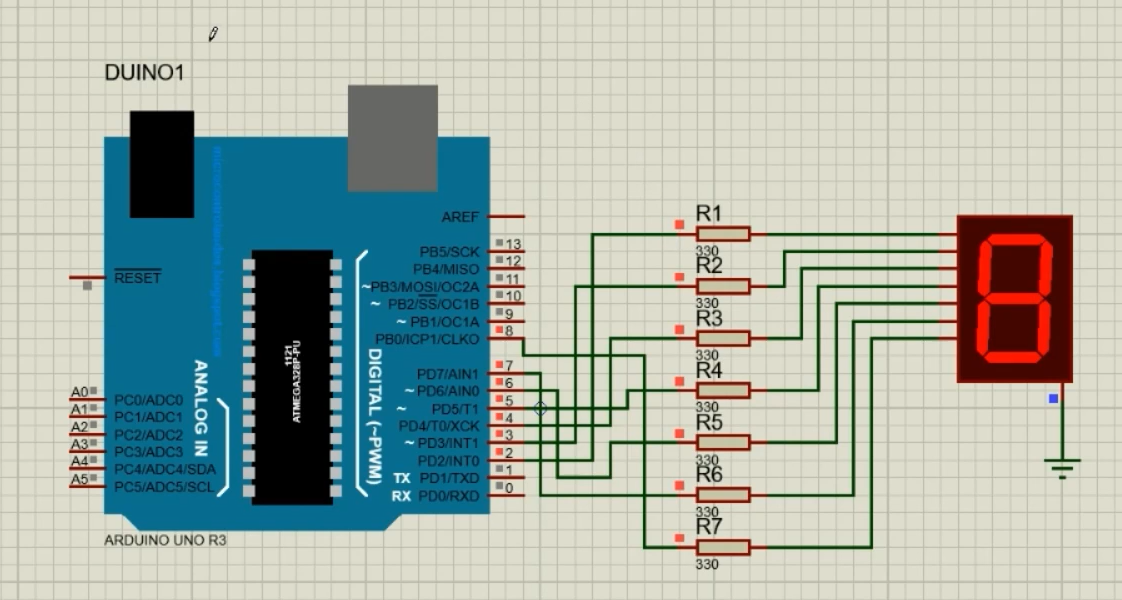 DUINO1
RESET
AREF
PB5/SCK 13
PB4/MISO 12
~PB3/MOSI/OC2A 11
~ PB2/SS/OC1B 10
~ PB1/OC1A 9
PB0/ICP1/CLKO 8
PD7/AIN1 7
~ PD6/AIN0 6
~ PD5/T1 5
PD4/T0/XCK 4
~ PD3/INT1 3
PD2/INT0 2
TX PD1/TXD 1
RX PD0/RXD 0
DIGITAL (~PWM)
1121
ATMEGA328P-PU
ANALOG IN
A0 PC0/ADC0
A1 PC1/ADC1
A2 PC2/ADC2
A3 PC3/ADC3
A4 PC4/ADC4/SDA
A5 PC5/ADC5/SCL
ARDUINO UNO R3
R1
330
R2
330
R3
330
R4
330
R5
330
R6
330
R7
330
8